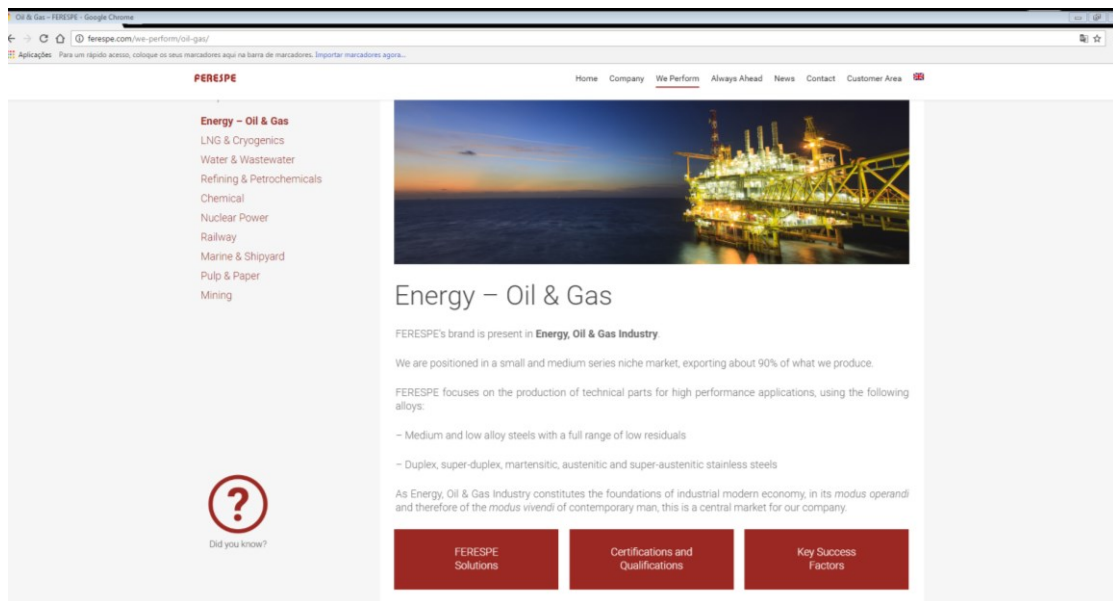 Oil & Gas – FERESPE - Google Chrome
ferespe.com/we-perform/oil-gas/
Aplicações Para um rápido acesso, coloque os seus marcadores aqui na barra de marcadores. Importar marcadores agora...
FERESPE
Home Company We Perform Always Ahead News Contact Customer Area
Energy – Oil & Gas
LNG & Cryogenics
Water & Wastewater
Refining & Petrochemicals
Chemical
Nuclear Power
Railway
Marine & Shipyard
Pulp & Paper
Mining
Energy – Oil & Gas
FERESPE's brand is present in Energy, Oil & Gas Industry.
We are positioned in a small and medium series niche market, exporting about 90% of what we produce.
FERESPE focuses on the production of technical parts for high performance applications, using the following
alloys:
– Medium and low alloy steels with a full range of low residuals
– Duplex, super-duplex, martensitic, austenitic and super-austenitic stainless steels
As Energy, Oil & Gas Industry constitutes the foundations of industrial modern economy, in its modus operandi
and therefore of the modus vivendi of contemporary man, this is a central market for our company.
?
Did you know?
FERESPE
Solutions
Certifications and
Qualifications
Key Success
Factors